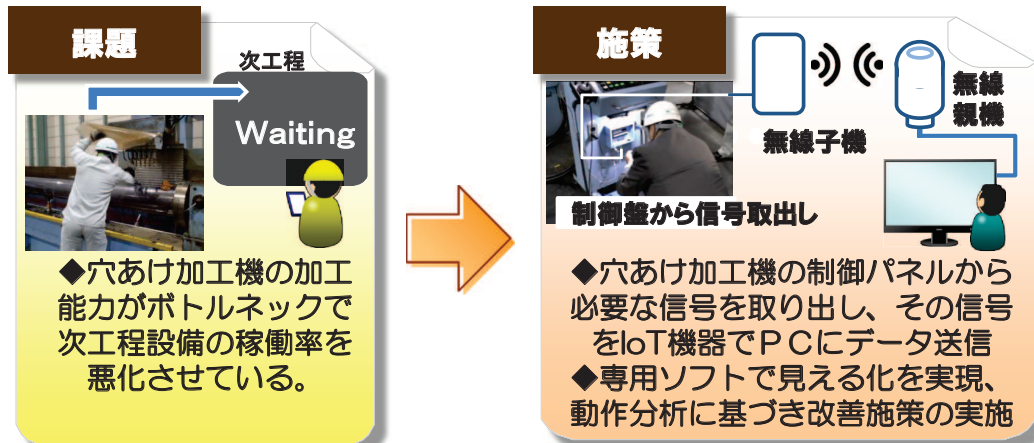 課題
次工程
Waiting
◆穴あけ加工機の加工
能力がボトルネックで
次工程設備の稼働率を
悪化させている。
施策
無線
親機
無線子機
制御盤から信号取出し
◆穴あけ加工機の制御パネルから
必要な信号を取り出し、その信号
をIoT機器でＰＣにデータ送信
◆専用ソフトで見える化を実現、
動作分析に基づき改善施策の実施